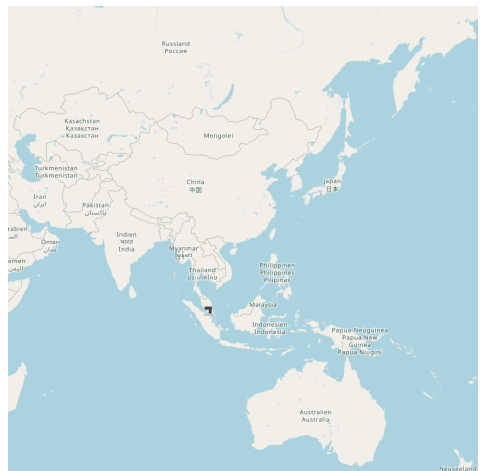 Russland
Россия
Kasachstan
Қазақстан
Казахстан
Mongolei
Turkmenistan
Turkmenistan
China
中国
Japan
日本
Iran
ایران
Pakistan
پاکستان
Indien
भारत
India
Oman
عمان
Myanmar
Thailand
ประเทศไทย
Philippinen
Philippines
Pilipinas
Malaysia
Indonesien
Indonesia
Papua-Neuguinea
Papua New
Guinea
Papua Niugini
Australien
Australia
Neuseeland